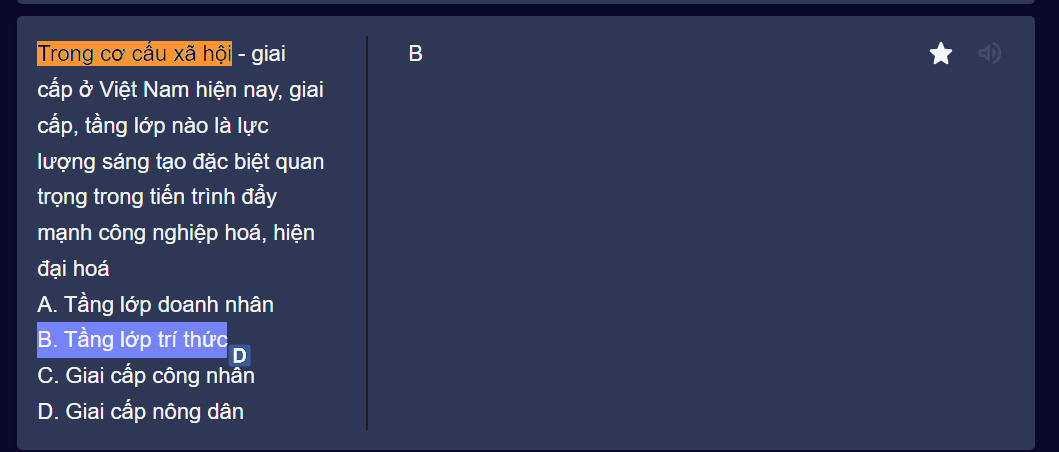 Trong cơ cấu xã hội - giai
cấp ở Việt Nam hiện nay, giai
cấp, tầng lớp nào là lực
lượng sáng tạo đặc biệt quan
trọng trong tiến trình đẩy
mạnh công nghiệp hoá, hiện
đại hoá
A. Tầng lớp doanh nhân
B. Tầng lớp trí thức
D
C. Giai cấp công nhân
D. Giai cấp nông dân
B